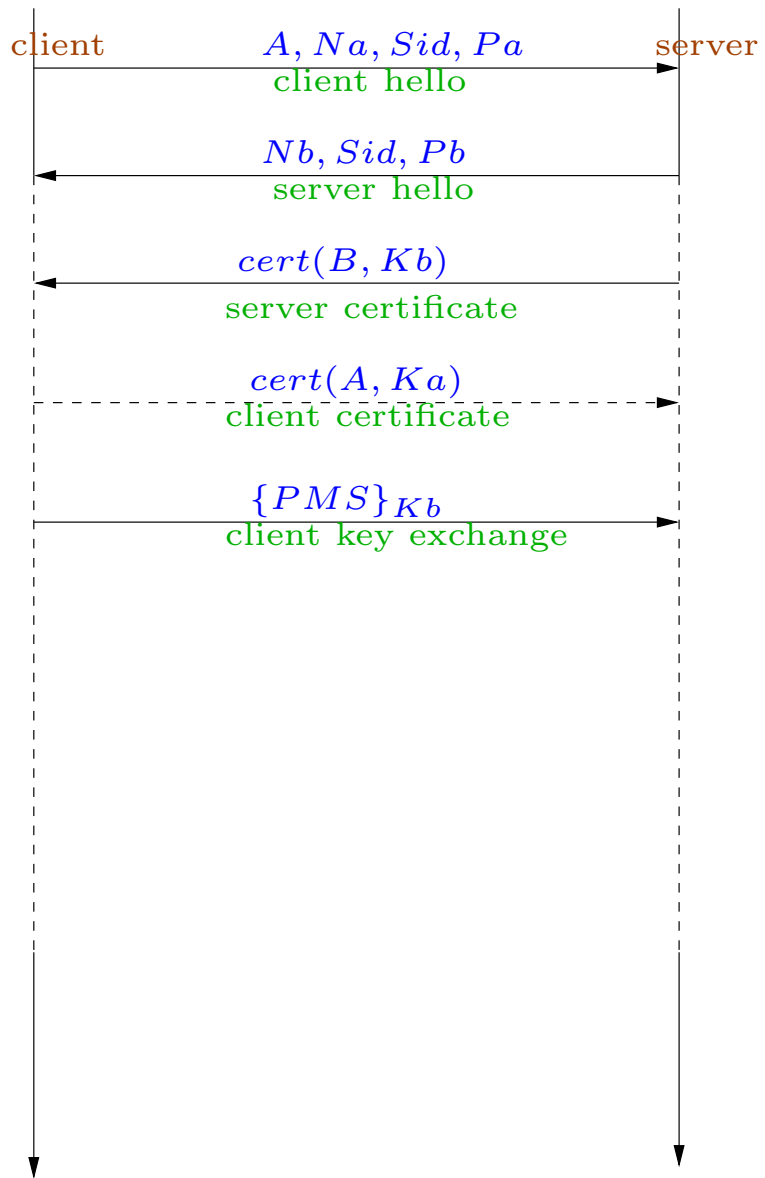 client
A, Na, Sid, Pa
server
client hello
Nb, Sid, Pb
server hello
cert(B, Kb)
server certificate
cert(A, Ka)
client certificate
{PMS}Kb
client key exchange